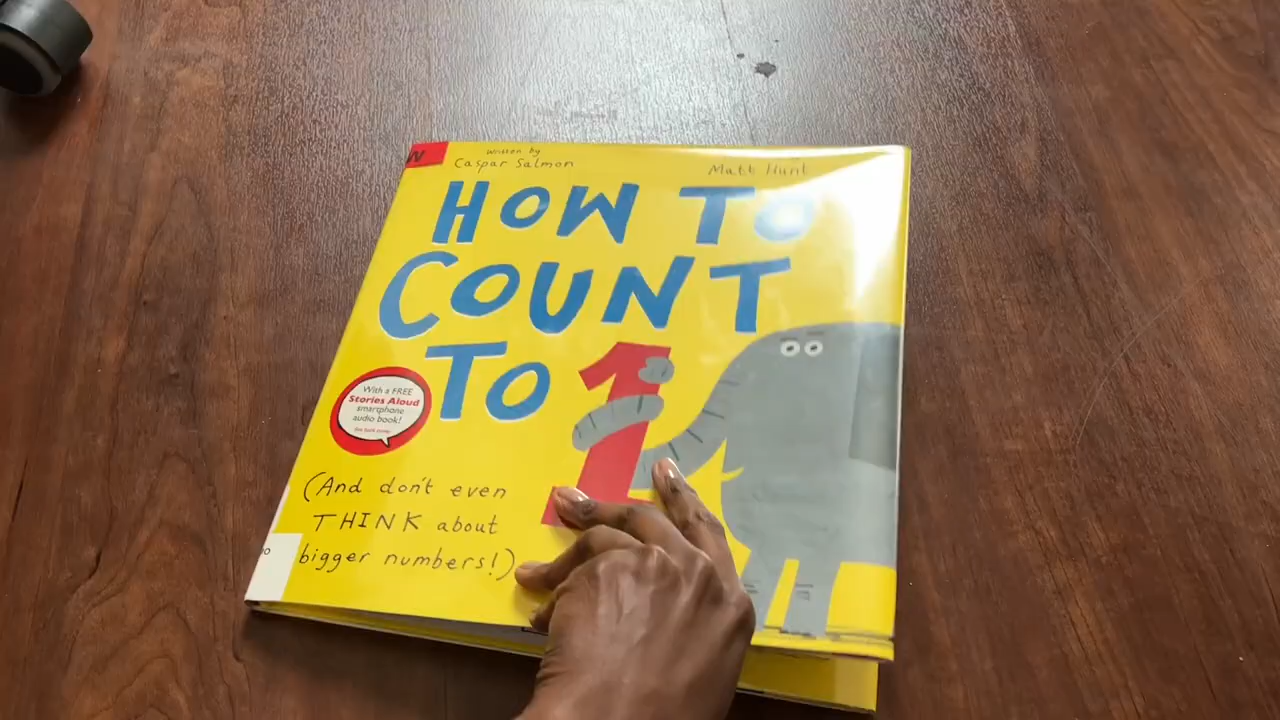 Written by
Caspar Salmon
Matt Hunt
HOW TO
COUNT
TO 1
With a FREE
Stories Aloud
smartphone
audio book!
(And don't even
THINK about
bigger numbers!)